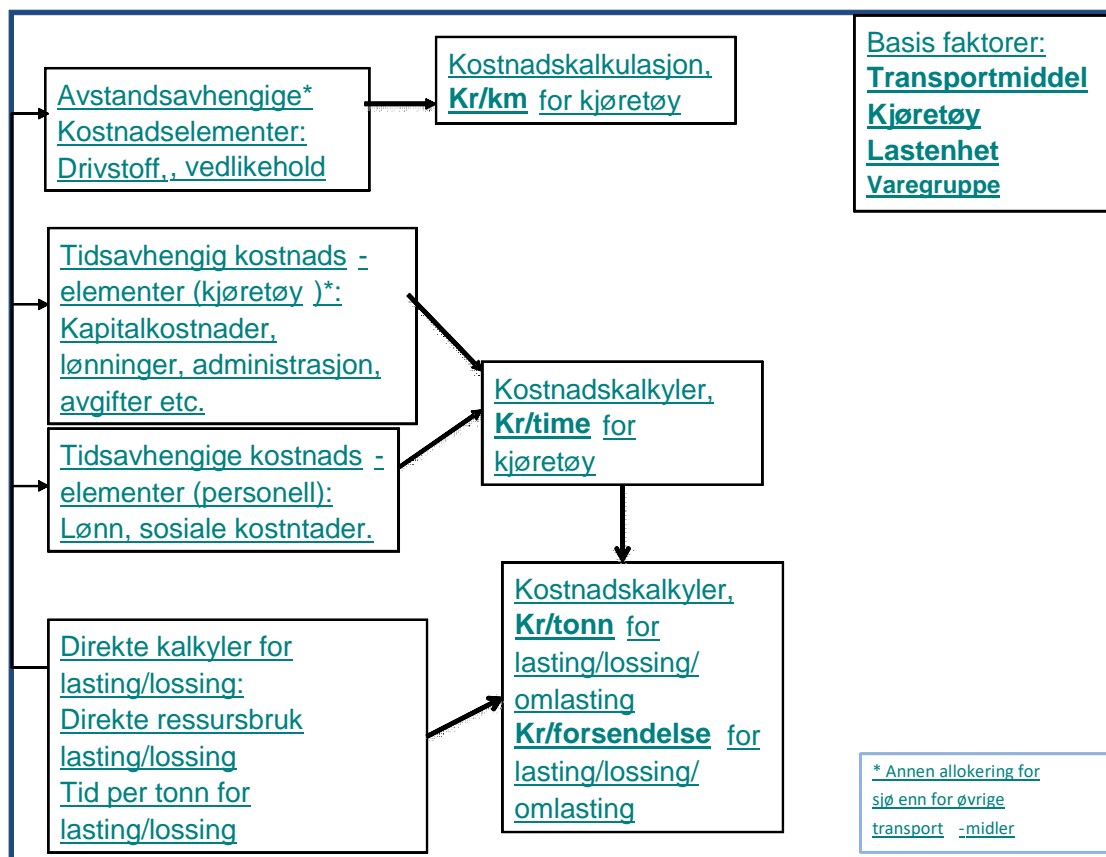 Avstandsavhengige*
Kostnadselementer:
Drivstoff,, vedlikehold
Kostnadskalkulasjon,
Kr/km for kjøretøy
Basis faktorer:
Transportmiddel
Kjøretøy
Lastenhet
Varegruppe
Tidsavhengig kostnads -
elementer (kjøretøy )*:
Kapitalkostnader,
lønninger, administrasjon,
avgifter etc.
Tidsavhengige kostnads -
elementer (personell):
Lønn, sosiale kostntader.
Kostnadskalkyler,
Kr/time for
kjøretøy
Direkte kalkyler for
lasting/lossing:
Direkte ressursbruk
lasting/lossing
Tid per tonn for
lasting/lossing
Kostnadskalkyler,
Kr/tonn for
lasting/lossing/
omlasting
Kr/forsendelse for
lasting/lossing/
omlasting
* Annen allokering for
sjø enn for øvrige
transport -midler